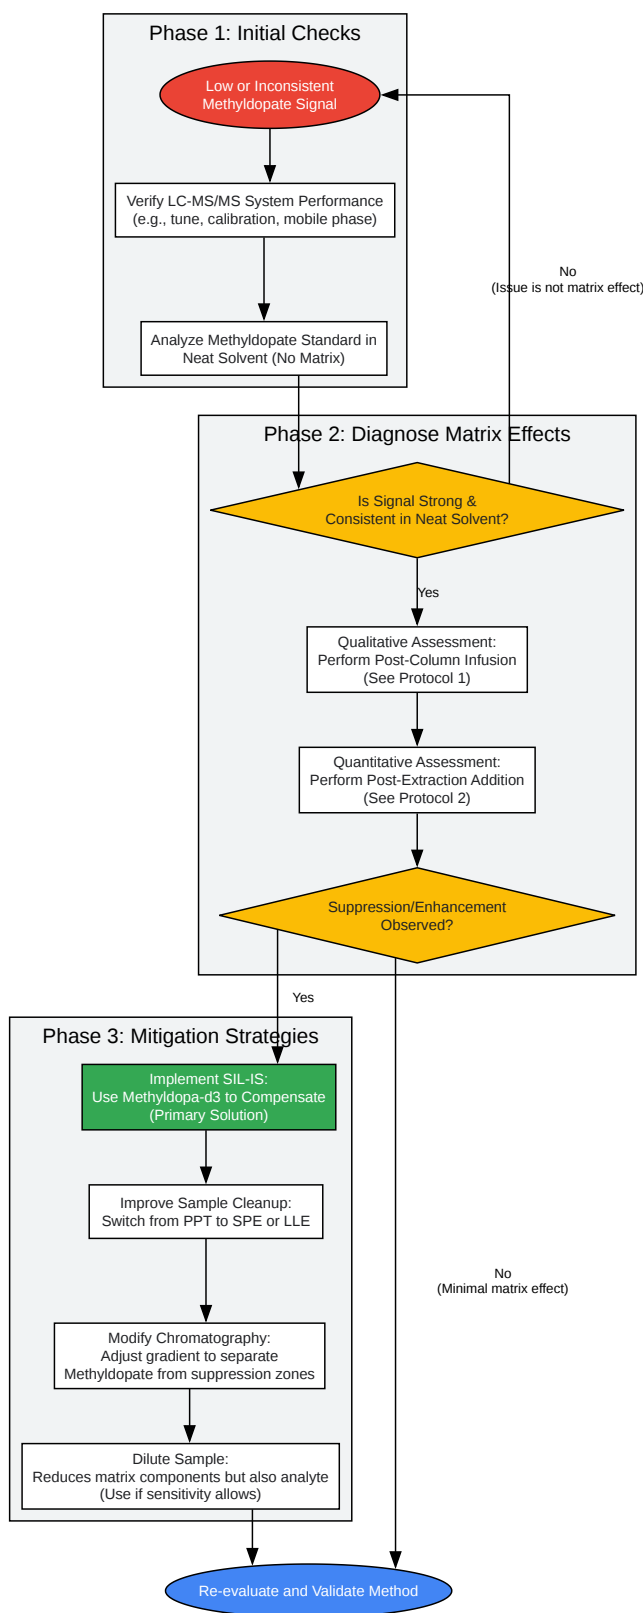 Phase 1: Initial Checks
Low or Inconsistent
Methyldopate Signal
Verify LC-MS/MS System Performance
(e.g., tune, calibration, mobile phase)
No
(Issue is not matrix effect)
Analyze Methyldopate Standard in
Neat Solvent (No Matrix)
Phase 2: Diagnose Matrix Effects
Is Signal Strong &
Consistent in Neat Solvent?
Yes
Qualitative Assessment:
Perform Post-Column Infusion
(See Protocol 1)
Quantitative Assessment:
Perform Post-Extraction Addition
(See Protocol 2)
Suppression/Enhancement
Observed?
Yes
Phase 3: Mitigation Strategies
Implement SIL-IS:
Use Methyldopa-d3 to Compensate
(Primary Solution)
Improve Sample Cleanup:
Switch from PPT to SPE or LLE
No
(Minimal matrix effect)
Modify Chromatography:
Adjust gradient to separate
Methyldopate from suppression zones
Dilute Sample:
Reduces matrix components but also analyte
(Use if sensitivity allows)
Re-evaluate and Validate Method